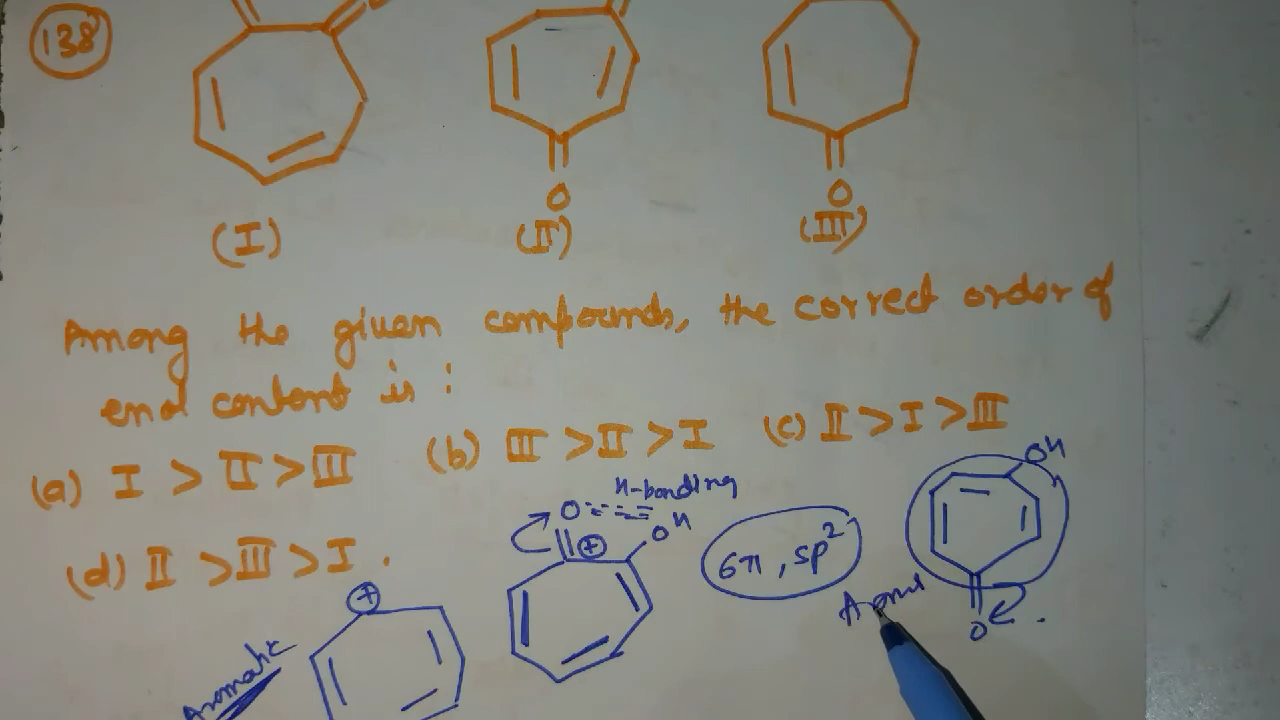 138
O
O
(I)
(II)
(III)
Among the given compounds, the correct order of
enol content is :
(a) I > II > III
(b) III > II > I
(c) II > I > III
(d) II > III > I .
O H-bonding
OH
⊕
6π, sp²
OH
O
Aromat
⊕
Aromatic